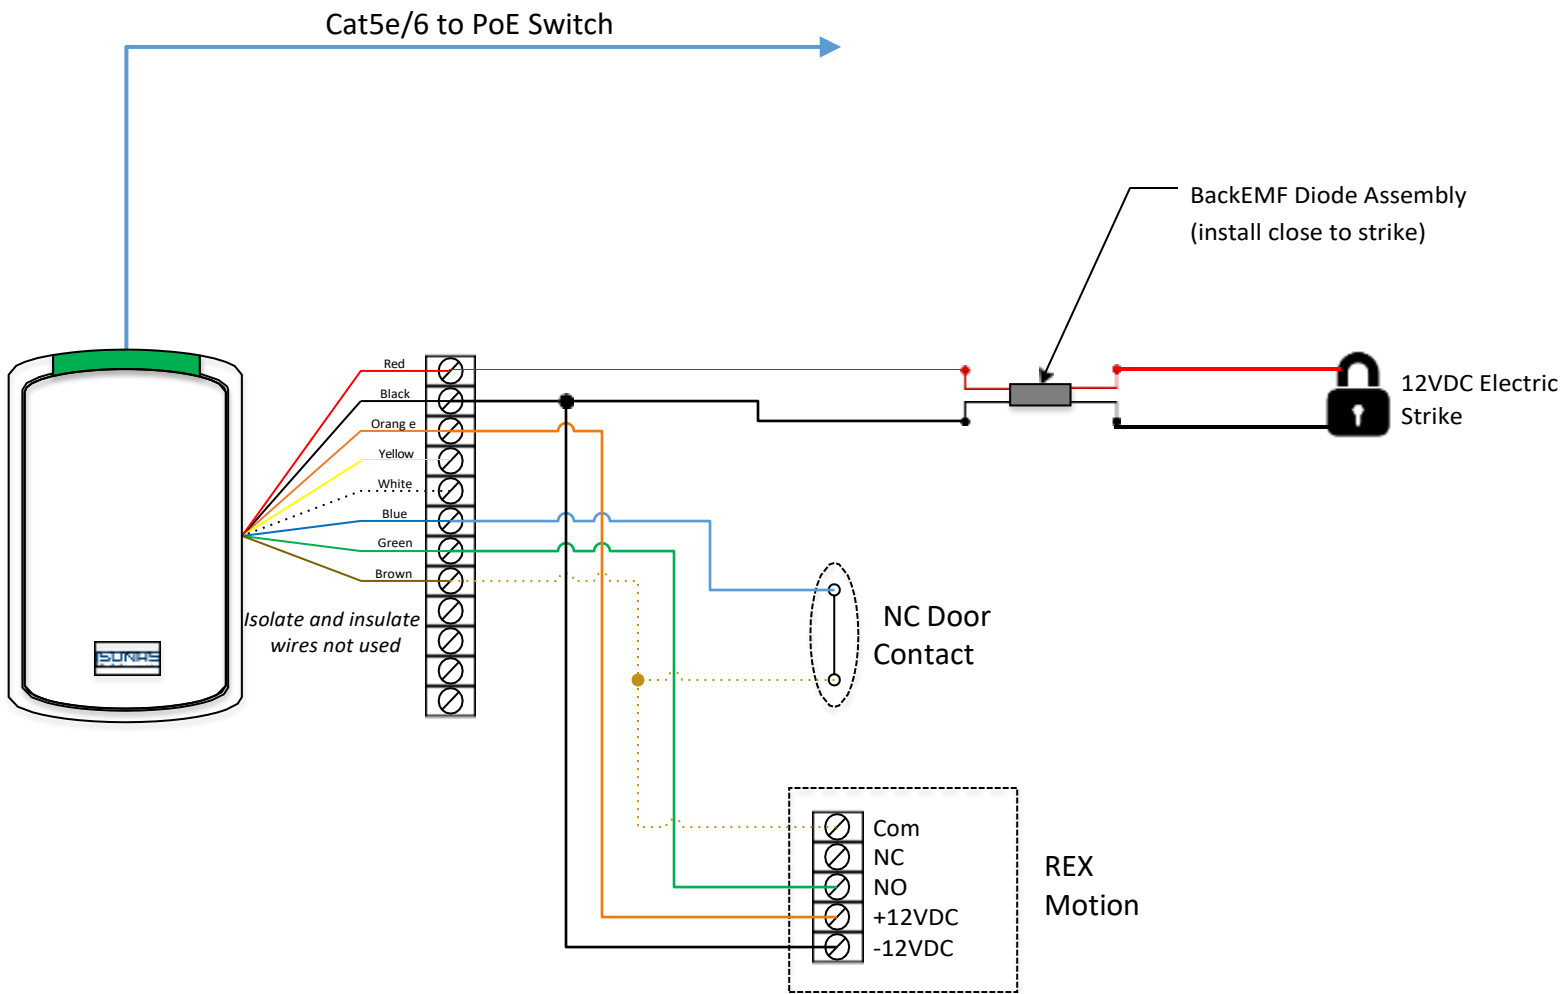 Cat5e/6 to PoE Switch
BackEMF Diode Assembly
(install close to strike)
Red
Black
Orang e
Yellow
White
Blue
Green
Brown
Isolate and insulate
wires not used
12VDC Electric
Strike
NC Door
Contact
ISONAS
Com
NC
NO
+12VDC
-12VDC
REX
Motion